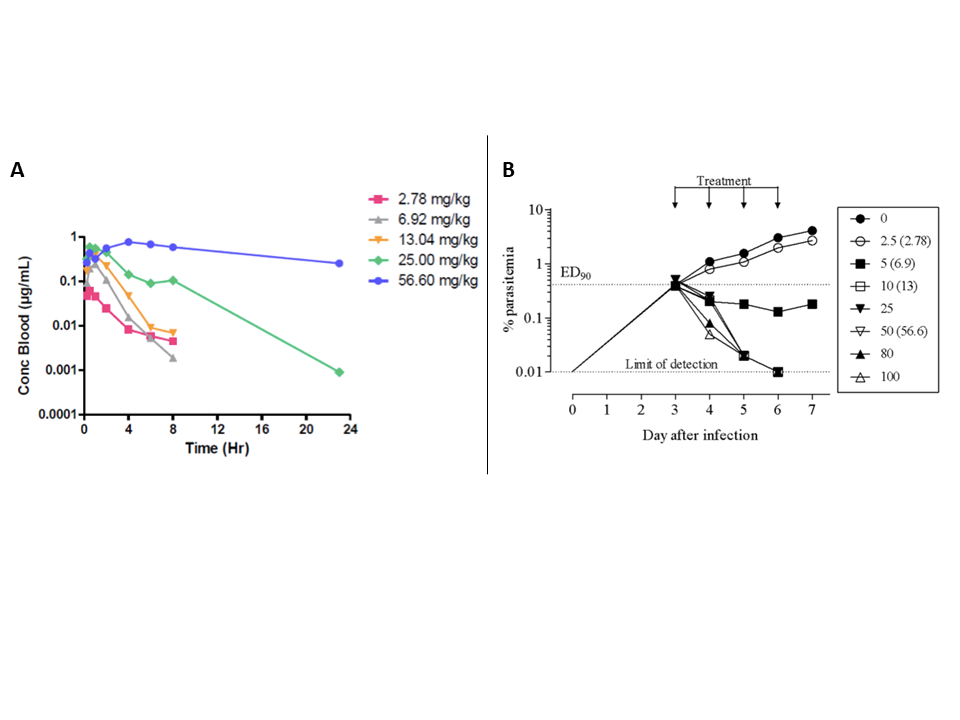 A
2.78 mg/kg
6.92 mg/kg
13.04 mg/kg
25.00 mg/kg
56.60 mg/kg
Conc Blood (µg/mL)
1
0.1
0.01
0.001
0.0001
0 4 8 12 16 20 24
Time (Hr)
B
Treatment
% parasitemia
10
1
0.1
0.01
ED90
Limit of detection
0 1 2 3 4 5 6 7
Day after infection
0
2.5 (2.78)
5 (6.9)
10 (13)
25
50 (56.6)
80
100